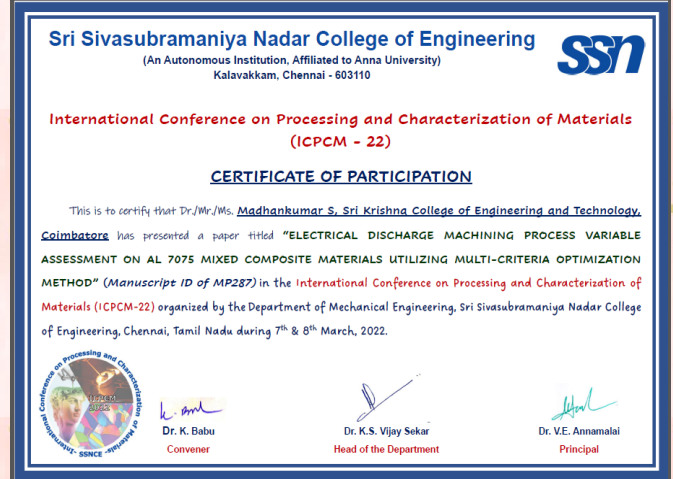 Sri Sivasubramaniya Nadar College of Engineering
(An Autonomous Institution, Affiliated to Anna University)
Kalavakkam, Chennai - 603110
ssn
International Conference on Processing and Characterization of Materials
(ICPCM - 22)
CERTIFICATE OF PARTICIPATION
This is to certify that Dr./Mr./Ms. Madhankumar S, Sri Krishna College of Engineering and Technology,
Coimbatore has presented a paper titled "ELECTRICAL DISCHARGE MACHINING PROCESS VARIABLE
ASSESSMENT ON AL 7075 MIXED COMPOSITE MATERIALS UTILIZING MULTI-CRITERIA OPTIMIZATION
METHOD" (Manuscript ID of MP287) in the International Conference on Processing and Characterization of
Materials (ICPCM-22) organized by the Department of Mechanical Engineering, Sri Sivasubramaniya Nadar College
of Engineering, Chennai, Tamil Nadu during 7th & 8th March, 2022.
International Conference on Processing and Characterization of Materials
ICPCM
2022
- SSNCE -
Dr. K. Babu
Convener
Dr. K.S. Vijay Sekar
Head of the Department
Dr. V.E. Annamalai
Principal